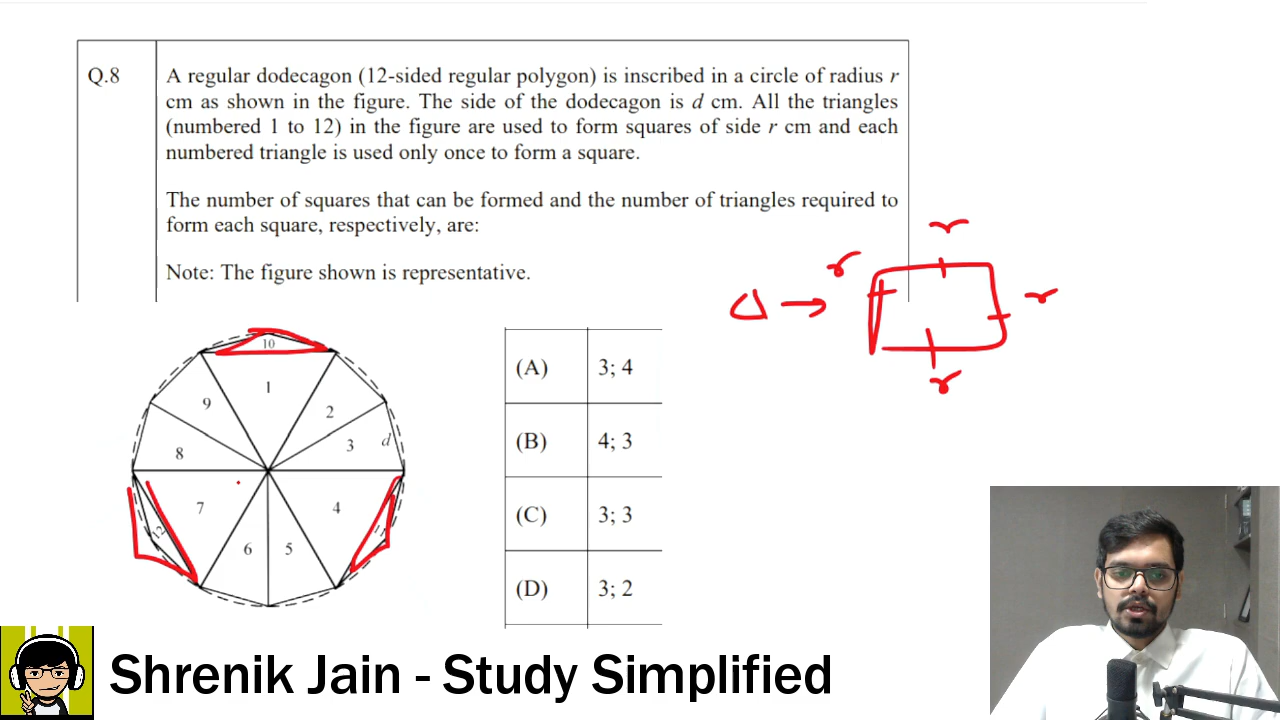 Q.8
A regular dodecagon (12-sided regular polygon) is inscribed in a circle of radius r
cm as shown in the figure. The side of the dodecagon is d cm. All the triangles
(numbered 1 to 12) in the figure are used to form squares of side r cm and each
numbered triangle is used only once to form a square.
The number of squares that can be formed and the number of triangles required to
form each square, respectively, are:
Note: The figure shown is representative.
r
r
r
r
10
1
9
2
3
d
8
7
4
12
11
6
5
(A) 3; 4
(B) 4; 3
(C) 3; 3
(D) 3; 2
Shrenik Jain - Study Simplified